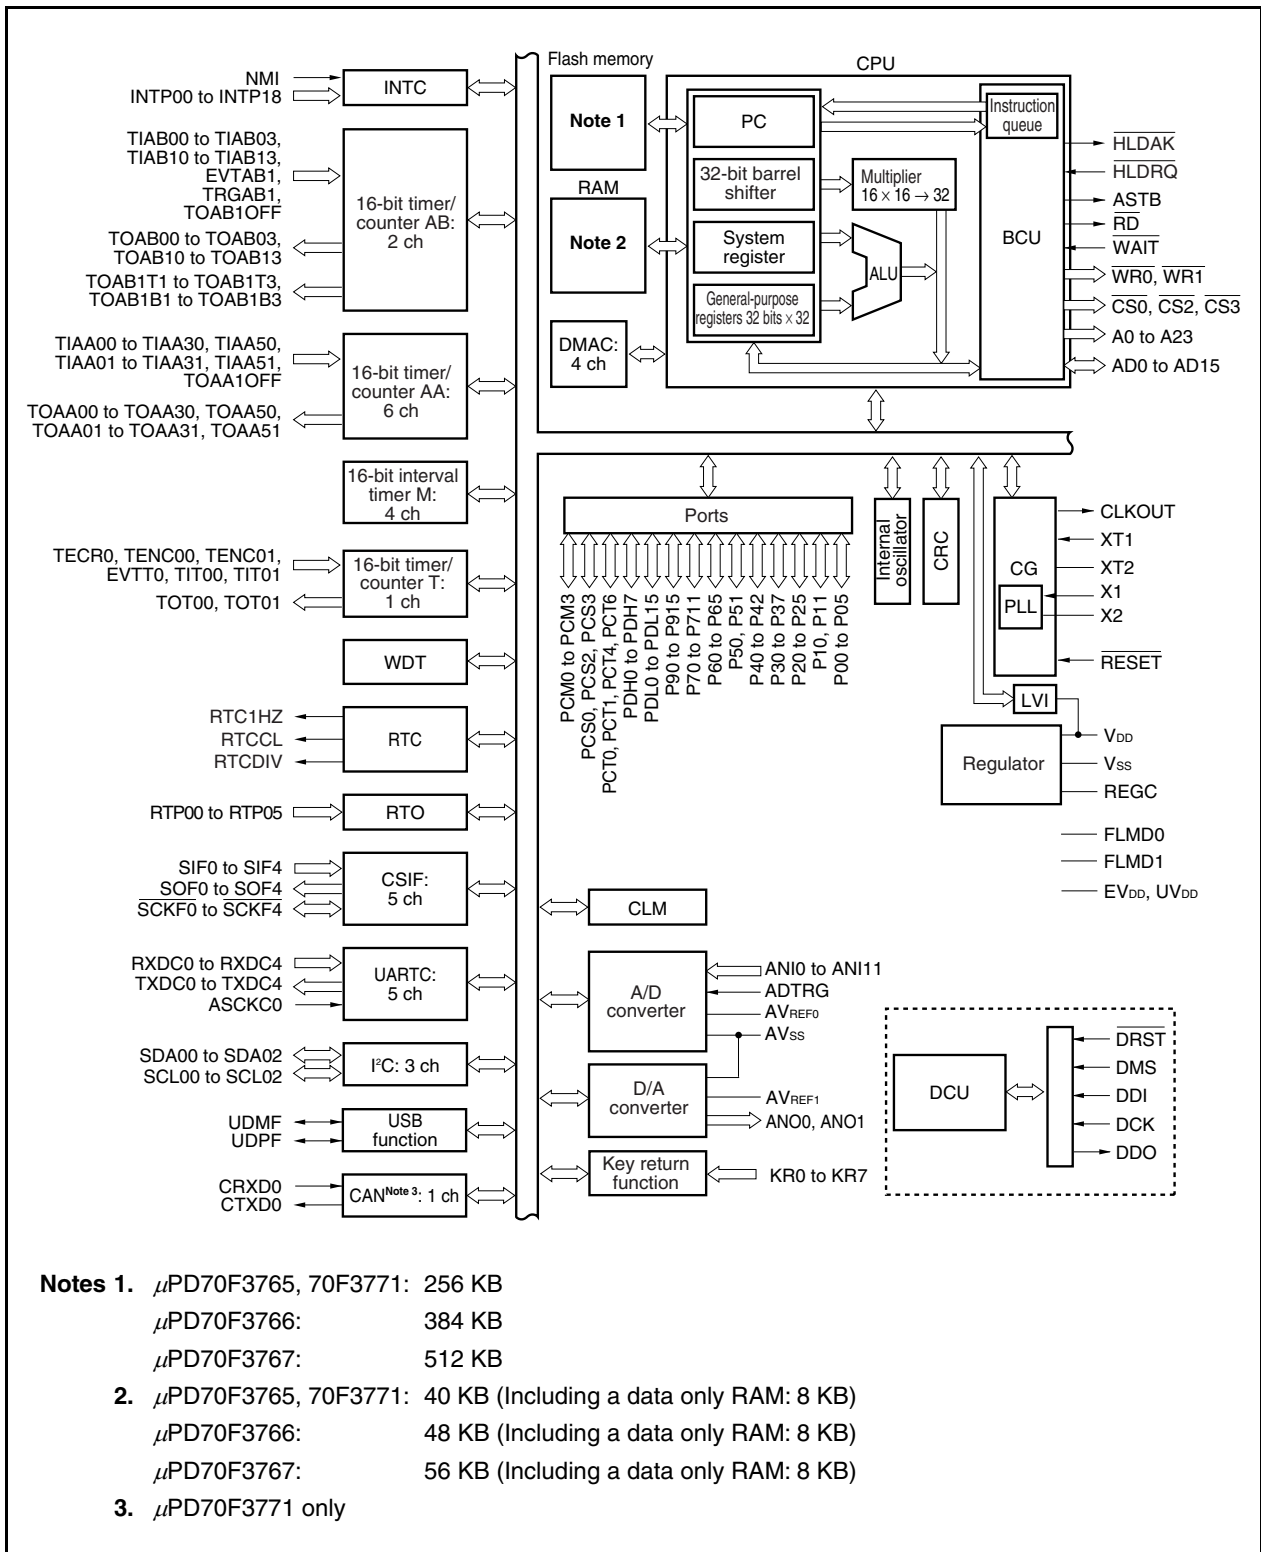 NMI
INTP00 to INTP18
INTC
TIAB00 to TIAB03,
TIAB10 to TIAB13,
EVTAB1,
TRGAB1,
TOAB1OFF
TOAB00 to TOAB03,
TOAB10 to TOAB13
TOAB1T1 to TOAB1T3,
TOAB1B1 to TOAB1B3
16-bit timer/
counter AB:
2 ch
TIAA00 to TIAA30, TIAA50,
TIAA01 to TIAA31, TIAA51,
TOAA1OFF
TOAA00 to TOAA30, TOAA50,
TOAA01 to TOAA31, TOAA51
16-bit timer/
counter AA:
6 ch
16-bit interval
timer M:
4 ch
TECR0, TENC00, TENC01,
EVTT0, TIT00, TIT01
TOT00, TOT01
16-bit timer/
counter T:
1 ch
WDT
RTC1HZ
RTCCL
RTCDIV
RTC
RTP00 to RTP05
RTO
SIF0 to SIF4
SOF0 to SOF4
SCKF0 to SCKF4
CSIF:
5 ch
RXDC0 to RXDC4
TXDC0 to TXDC4
ASCKC0
UARTC:
5 ch
SDA00 to SDA02
SCL00 to SCL02
I²C: 3 ch
UDMF
UDPF
USB
function
CRXD0
CTXD0
CAN Note 3: 1 ch
Flash memory
Note 1
RAM
Note 2
DMAC:
4 ch
CPU
PC
32-bit barrel
shifter
System
register
General-purpose
registers 32 bits × 32
Multiplier
16 × 16 → 32
ALU
Instruction
queue
BCU
HLDAK
HLDRQ
ASTB
RD
WAIT
WR0, WR1
CS0, CS2, CS3
A0 to A23
AD0 to AD15
Ports
PCM0 to PCM3
PCS0, PCS2, PCS3
PCT0, PCT1, PCT4, PCT6
PDH0 to PDH7
PDL0 to PDL15
P90 to P915
P70 to P711
P60 to P65
P50, P51
P40 to P42
P30 to P37
P20 to P25
P10, P11
P00 to P05
Internal
oscillator
CRC
CG
PLL
CLKOUT
XT1
XT2
X1
X2
RESET
LVI
Regulator
VDD
VSS
REGC
FLMD0
FLMD1
EVDD, UVDD
CLM
A/D
converter
ANI0 to ANI11
ADTRG
AVREF0
AVSS
D/A
converter
AVREF1
ANO0, ANO1
Key return
function
KR0 to KR7
DCU
DRST
DMS
DDI
DCK
DDO
Notes 1. μPD70F3765, 70F3771: 256 KB
μPD70F3766: 384 KB
μPD70F3767: 512 KB
2. μPD70F3765, 70F3771: 40 KB (Including a data only RAM: 8 KB)
μPD70F3766: 48 KB (Including a data only RAM: 8 KB)
μPD70F3767: 56 KB (Including a data only RAM: 8 KB)
3. μPD70F3771 only